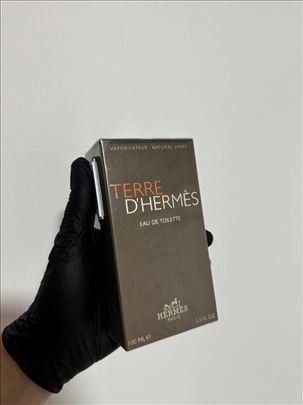 VAPORISATEUR · NATURAL SPRAY
TERRE
D'HERMÈS
EAU DE TOILETTE
HERMÈS
PARIS
100 ML ℮ 3.3 FL.OZ